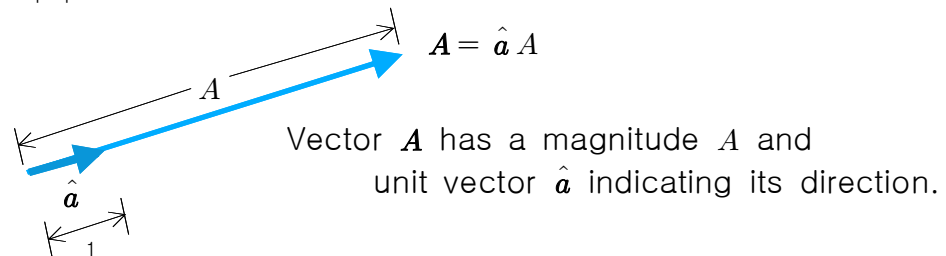 A = â A
A
Vector A has a magnitude A and
unit vector â indicating its direction.
â
1